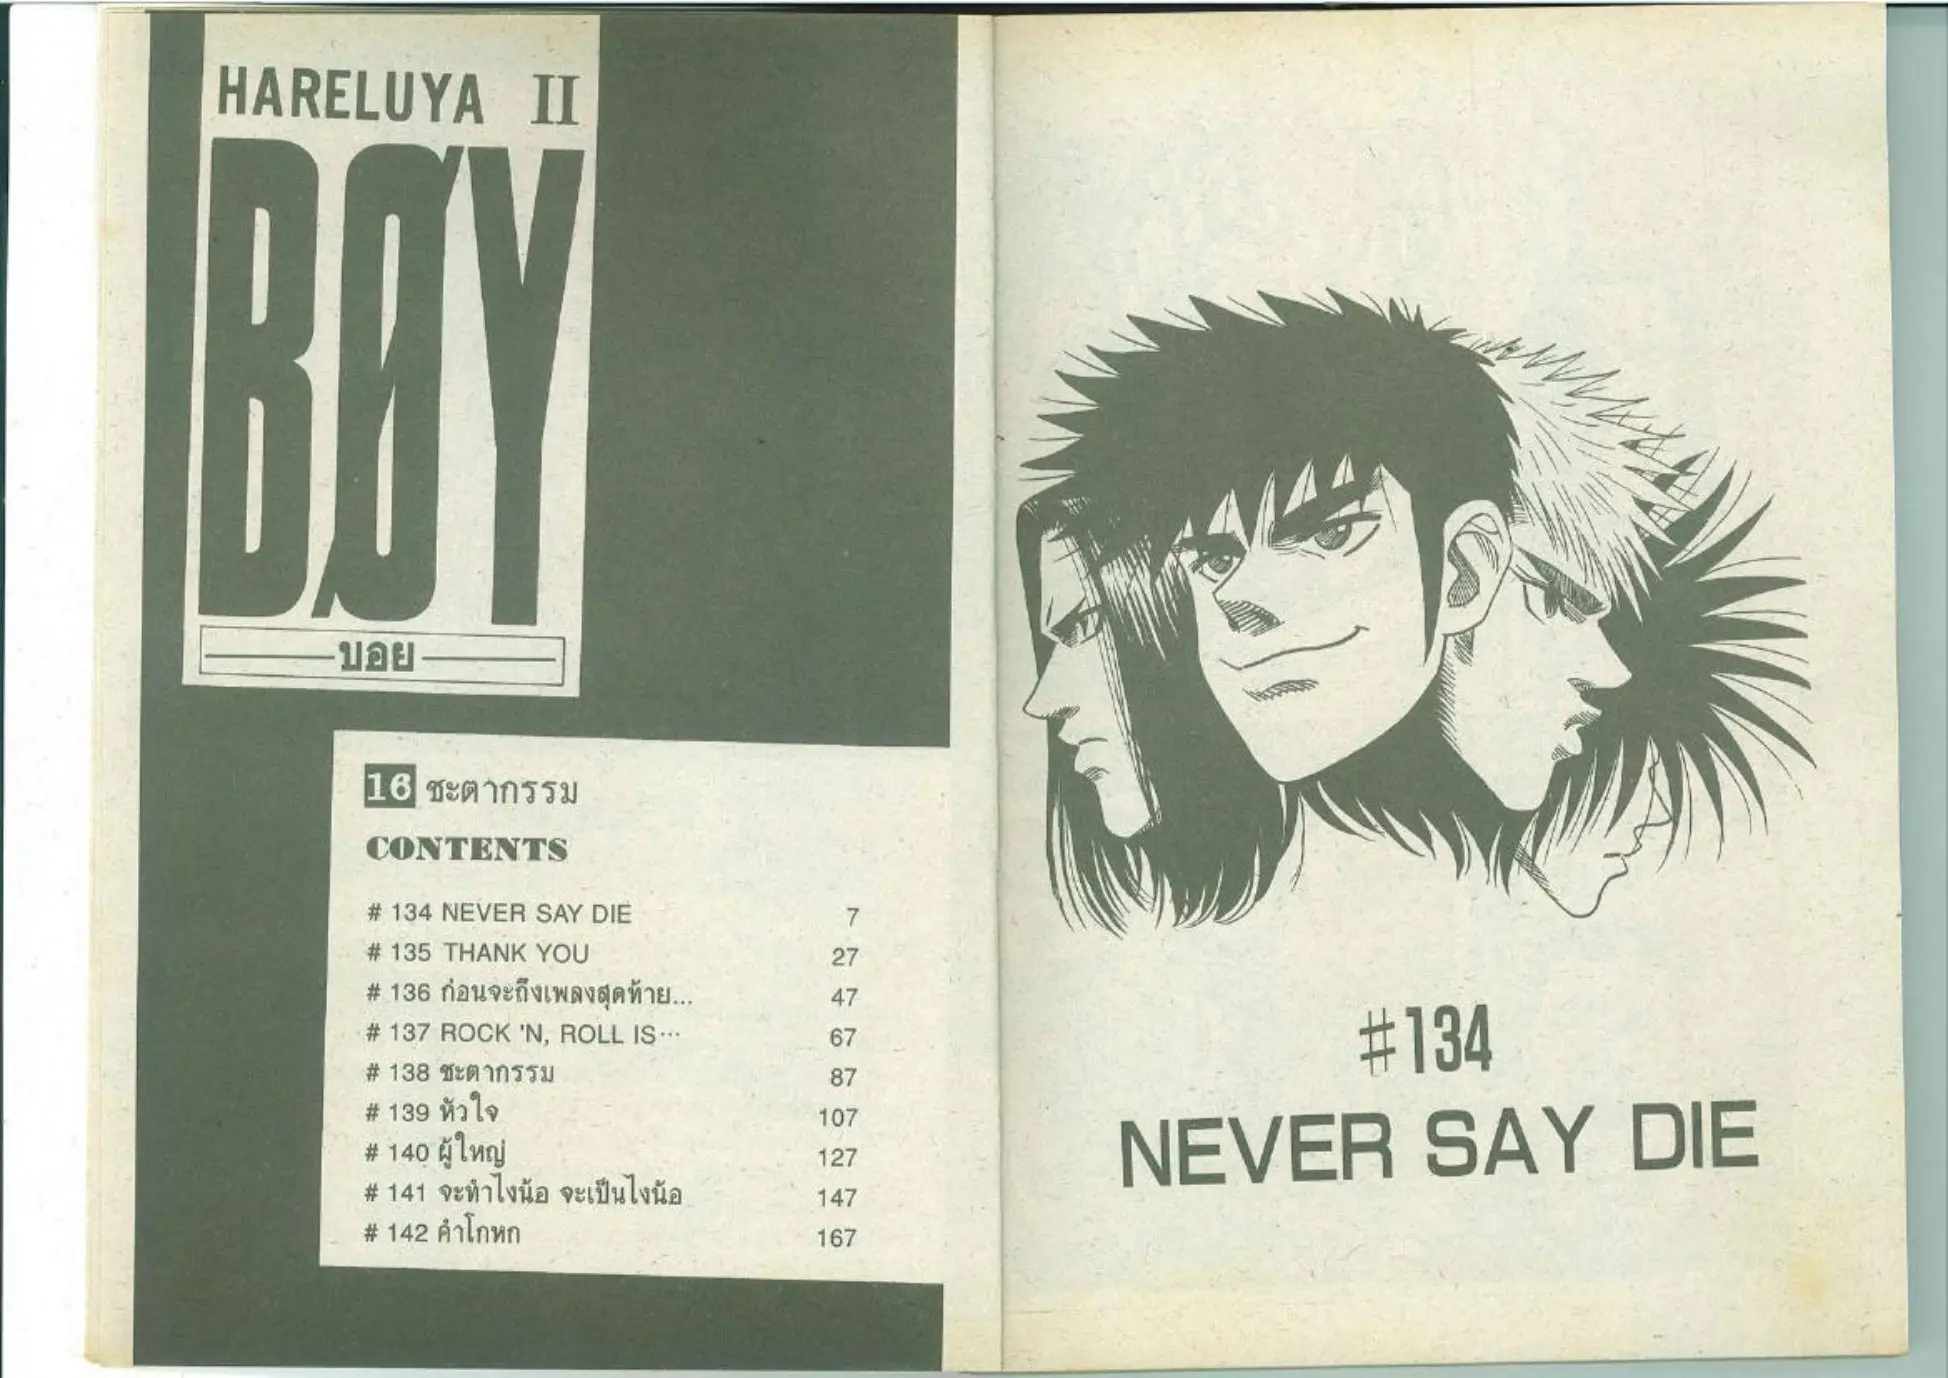 HARELUYA II
BØY
บอย
16 ชะตากรรม
CONTENTS
# 134 NEVER SAY DIE 7
# 135 THANK YOU 27
# 136 ก่อนจะถึงเพลงสุดท้าย... 47
# 137 ROCK 'N, ROLL IS… 67
# 138 ชะตากรรม 87
# 139 หัวใจ 107
# 140 ผู้ใหญ่ 127
# 141 จะทำไงน้อ จะเป็นไงน้อ 147
# 142 คำโกหก 167
#134
NEVER SAY DIE